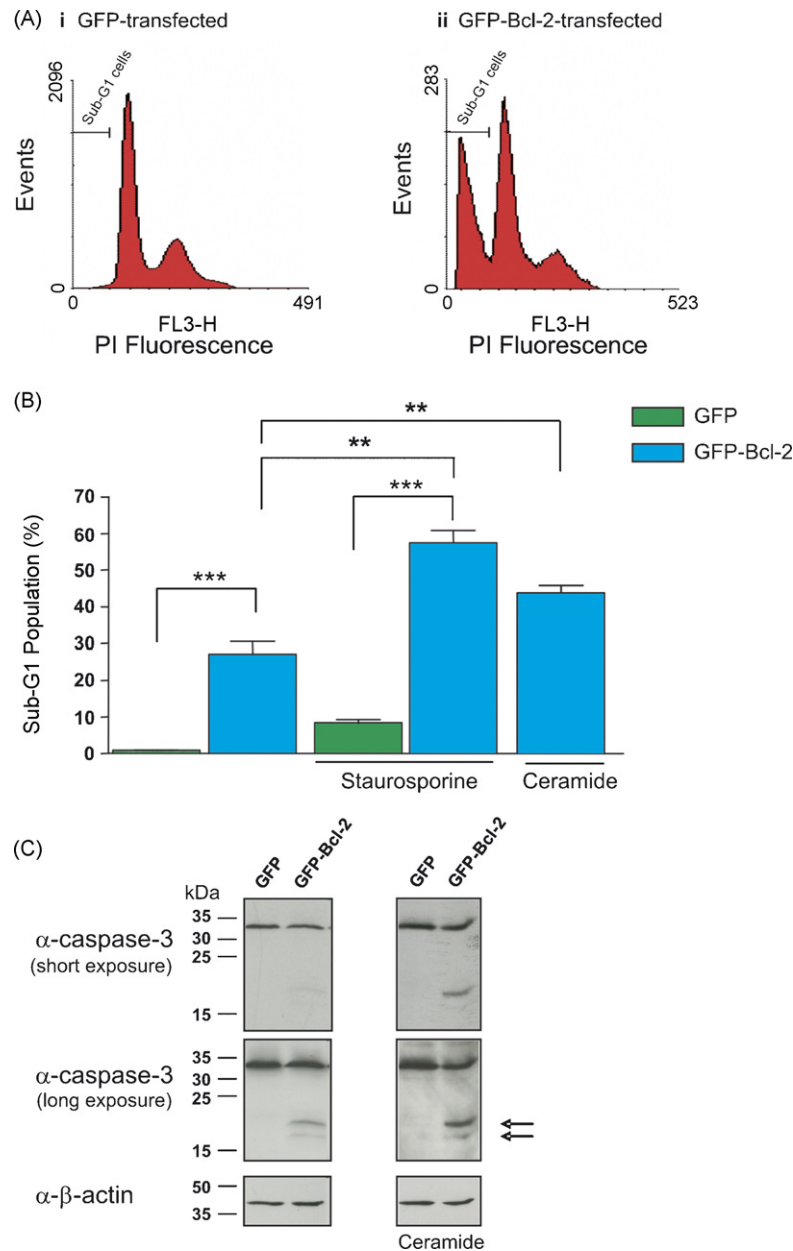 (A) i GFP-transfected
ii GFP-Bcl-2-transfected
2096
Sub-G1 cells
Events
0
0
491
FL3-H
PI Fluorescence
283
Sub-G1 cells
Events
0
0
523
FL3-H
PI Fluorescence
(B)
**
**
***
***
GFP
GFP-Bcl-2
Sub-G1 Population (%)
70
60
50
40
30
20
10
0
Staurosporine
Ceramide
(C)
GFP
GFP-Bcl-2
GFP
GFP-Bcl-2
kDa
α-caspase-3
(short exposure)
35
30
25
15
α-caspase-3
(long exposure)
35
30
25
15
α-β-actin
50
35
Ceramide